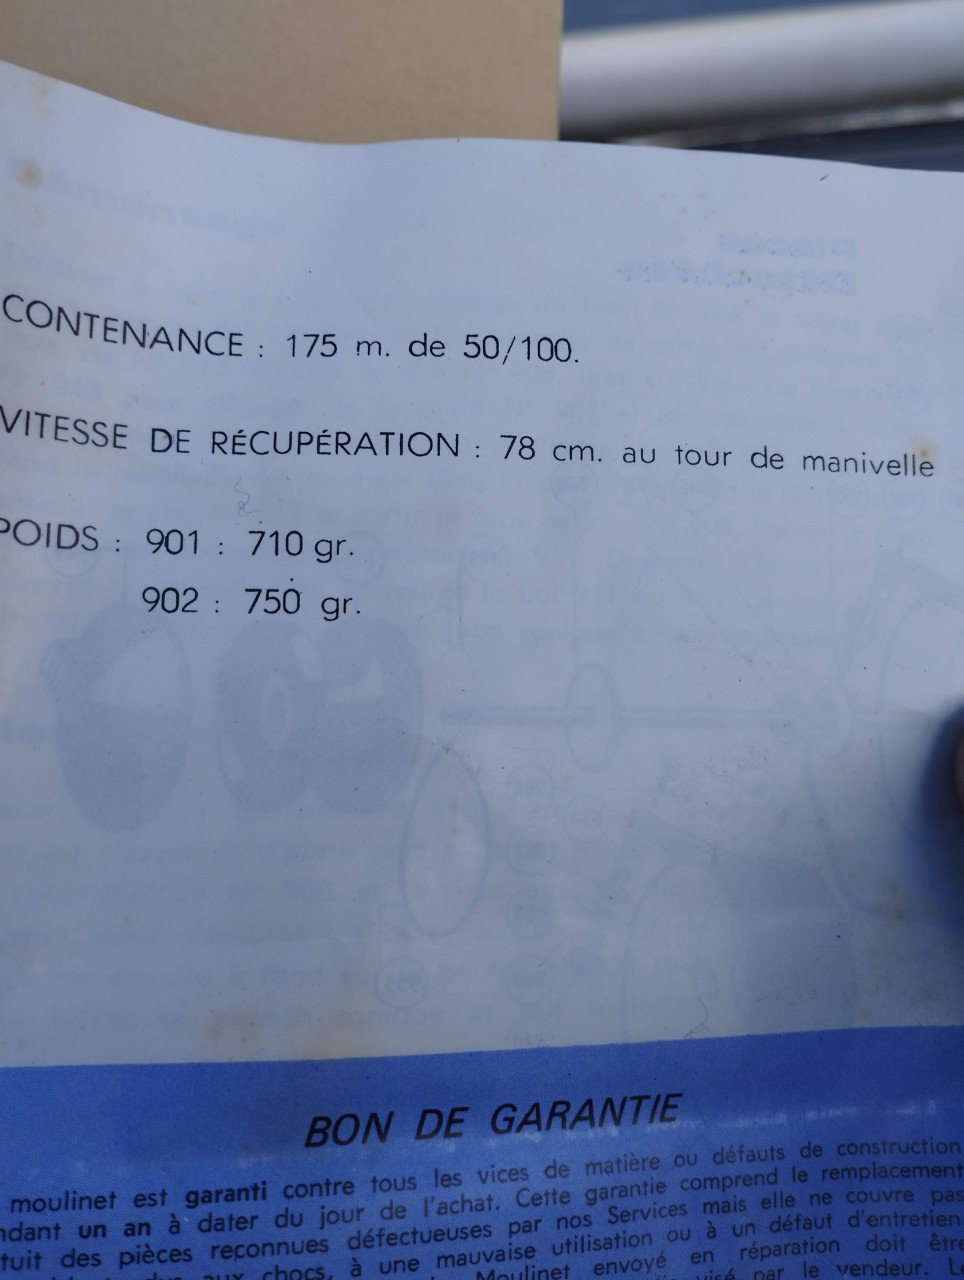 CONTENANCE : 175 m. de 50/100.
VITESSE DE RÉCUPÉRATION : 78 cm. au tour de manivelle
POIDS : 901 : 710 gr.
902 : 750 gr.
BON DE GARANTIE
moulinet est garanti contre tous les vices de matière ou défauts de construction
ndant un an à dater du jour de l'achat. Cette garantie comprend le remplacement
tuit des pièces reconnues défectueuses par nos Services mais elle ne couvre pas
aux chocs, à une mauvaise utilisation ou à un défaut d'entretien
Moulinet envoyé en réparation doit être
par le vendeur.